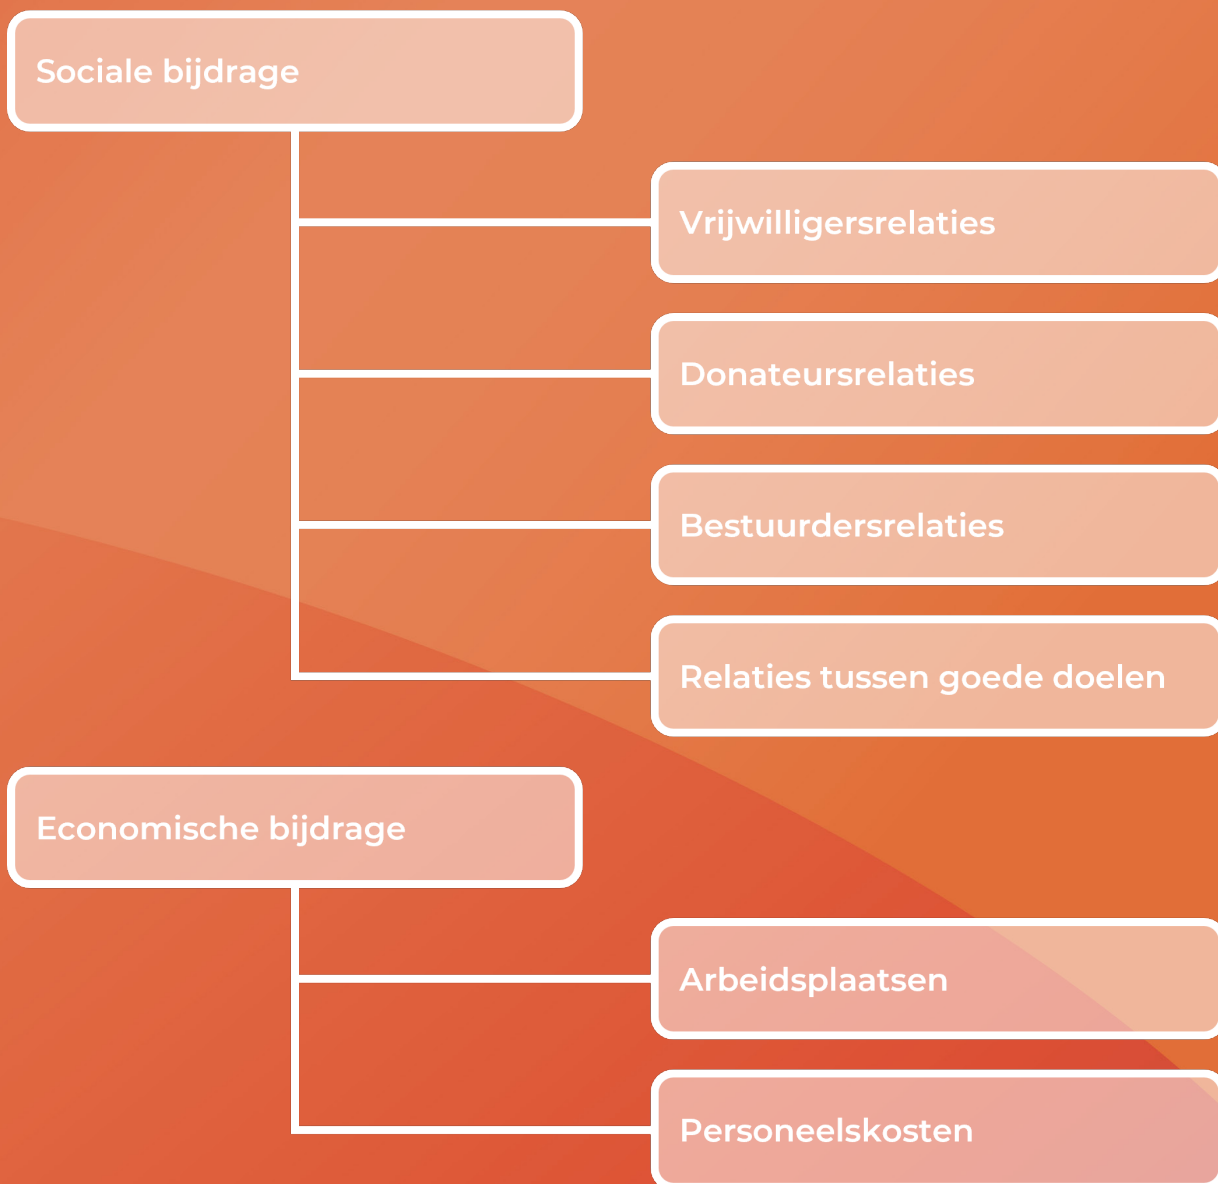 Sociale bijdrage
Vrijwilligersrelaties
Donateursrelaties
Bestuurdersrelaties
Relaties tussen goede doelen
Economische bijdrage
Arbeidsplaatsen
Personeelskosten